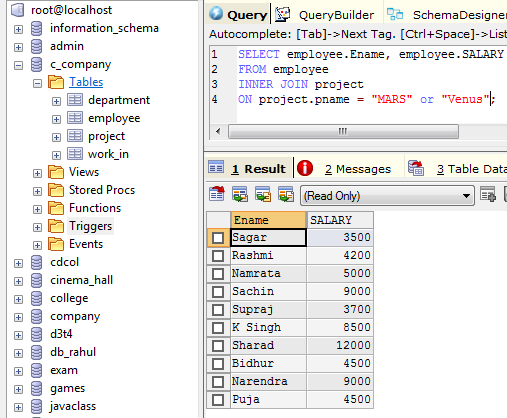 root@localhost
information_schema
admin
c_company
Tables
department
employee
project
work_in
Views
Stored Procs
Functions
Triggers
Events
cdcol
cinema_hall
college
company
d3t4
db_rahul
exam
games
javaclass
Query QueryBuilder SchemaDesigner
Autocomplete: [Tab]->Next Tag. [Ctrl+Space]->List
1 SELECT employee.Ename, employee.SALARY
2 FROM employee
3 INNER JOIN project
4 ON project.pname = "MARS" or "Venus";
1 Result 2 Messages 3 Table Data
(Read Only)
Ename SALARY
Sagar 3500
Rashmi 4200
Namrata 5000
Sachin 9000
Supraj 3700
K Singh 8500
Sharad 12000
Bidhur 4500
Narendra 9000
Puja 4500